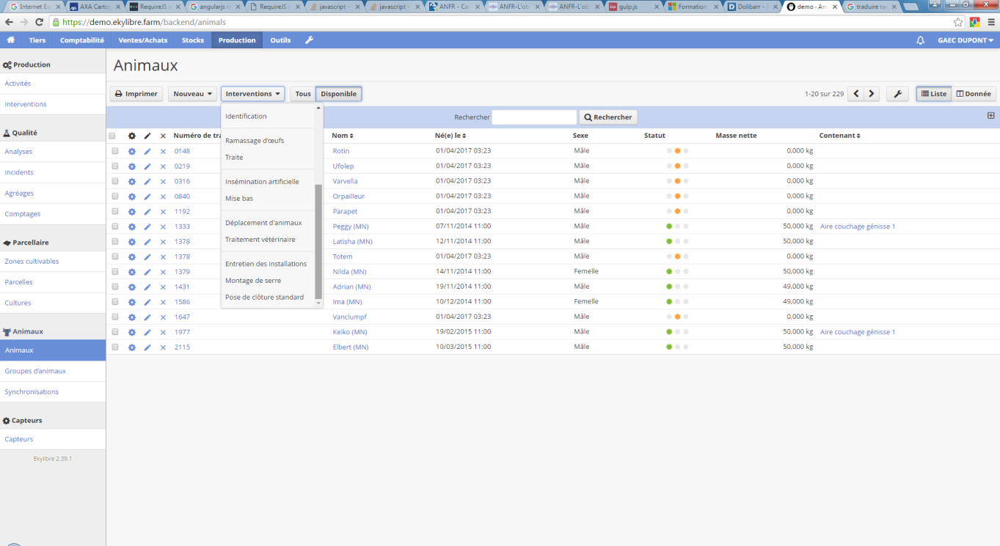 Internet Ex
AXA Carto
RequireJS
angularjs
RequireJS
javascript -
javascript -
ANFR - Ca
ANFR-L'ob
ANFR-L'ob
gulp.js
Formation
Dolibarr -
demo - An
traduire
https://demo.ekylibre.farm/backend/animals
Tiers
Comptabilité
Ventes/Achats
Stocks
Production
Outils
GAEC DUPONT
Production
Activités
Interventions
Qualité
Analyses
Incidents
Agréages
Comptages
Parcellaire
Zones cultivables
Parcelles
Cultures
Animaux
Animaux
Groupes d'animaux
Synchronisations
Capteurs
Capteurs
Ekylibre 2.39.1
Animaux
Imprimer
Nouveau
Interventions
Tous
Disponible
1-20 sur 229
Liste
Donnée
Rechercher
Rechercher
Identification
Ramassage d'œufs
Traite
Insémination artificielle
Mise bas
Déplacement d'animaux
Traitement vétérinaire
Entretien des installations
Montage de serre
Pose de clôture standard
Numéro de tra Nom Né(e) le Sexe Statut Masse nette Contenant
0148 Rotin 01/04/2017 03:23 Mâle 0,000 kg
0219 Ufolep 01/04/2017 03:23 Mâle 0,000 kg
0316 Varvella 01/04/2017 03:23 Mâle 0,000 kg
0840 Orpailleur 01/04/2017 03:23 Mâle 0,000 kg
1192 Parapet 01/04/2017 03:23 Mâle 0,000 kg
1333 Peggy (MN) 07/11/2014 11:00 Mâle 50,000 kg Aire couchage génisse 1
1378 Latisha (MN) 12/11/2014 11:00 Mâle 50,000 kg
1378 Totem 01/04/2017 03:23 Mâle 0,000 kg
1379 Nilda (MN) 14/11/2014 11:00 Femelle 50,000 kg
1431 Adrian (MN) 19/11/2014 11:00 Mâle 49,000 kg
1586 Ima (MN) 10/12/2014 11:00 Femelle 49,000 kg
1647 Vanclumpf 01/04/2017 03:23 Mâle 0,000 kg
1977 Keiko (MN) 19/02/2015 11:00 Mâle 50,000 kg Aire couchage génisse 1
2115 Elbert (MN) 10/03/2015 11:00 Mâle 50,000 kg